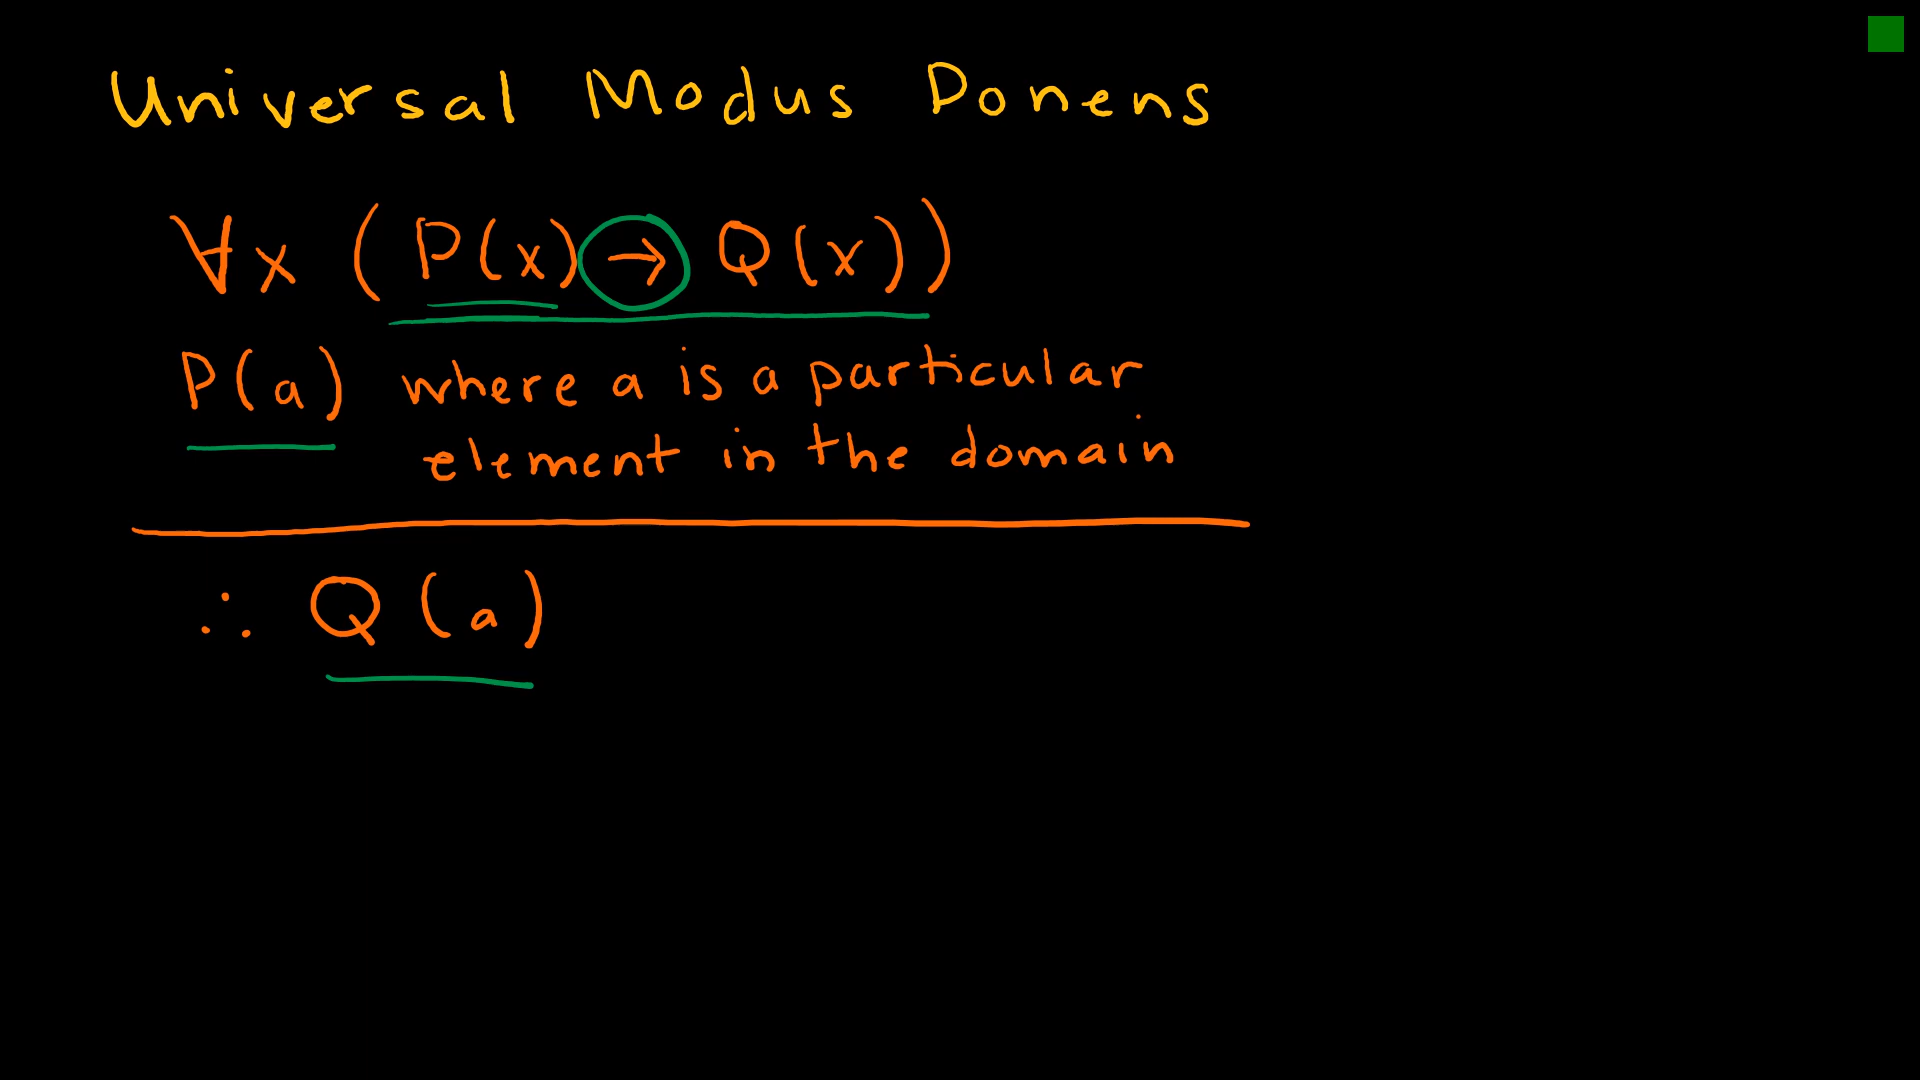 Universal Modus Ponens
∀x (P(x) → Q(x))
P(a) where a is a particular
element in the domain
∴ Q(a)